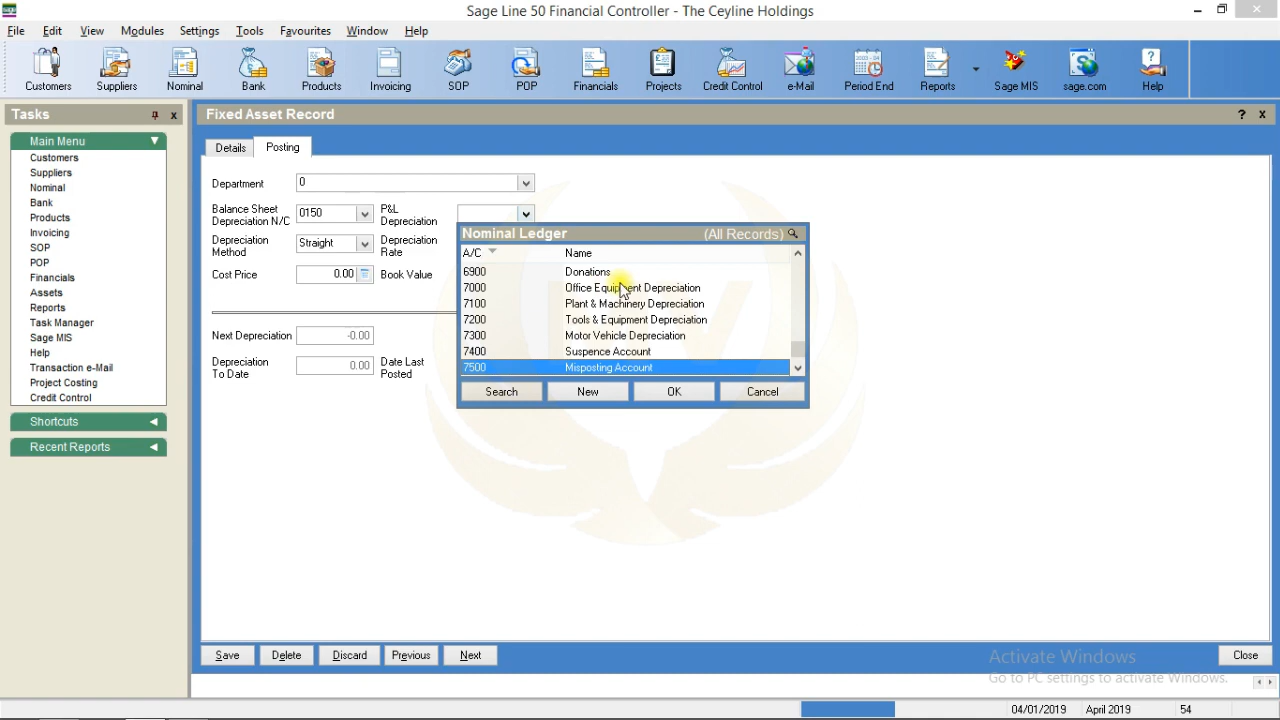 Sage Line 50 Financial Controller - The Ceyline Holdings
File Edit View Modules Settings Tools Favourites Window Help
Customers Suppliers Nominal Bank Products Invoicing SOP POP Financials Projects Credit Control e-Mail Period End Reports Sage MIS sage.com Help
Tasks
Main Menu
Customers
Suppliers
Nominal
Bank
Products
Invoicing
SOP
POP
Financials
Assets
Reports
Task Manager
Sage MIS
Help
Transaction e-Mail
Project Costing
Credit Control
Shortcuts
Recent Reports
Fixed Asset Record ? x
Details Posting
Department 0
Balance Sheet Depreciation N/C 0150 P&L Depreciation
Depreciation Method Straight Depreciation Rate
Cost Price 0.00 Book Value
Next Depreciation -0.00
Depreciation To Date 0.00 Date Last Posted
Nominal Ledger (All Records)
A/C Name
6900 Donations
7000 Office Equipment Depreciation
7100 Plant & Machinery Depreciation
7200 Tools & Equipment Depreciation
7300 Motor Vehicle Depreciation
7400 Suspence Account
7500 Misposting Account
Search New OK Cancel
Save Delete Discard Previous Next Close
Activate Windows
Go to PC settings to activate Windows.
04/01/2019 April 2019 54